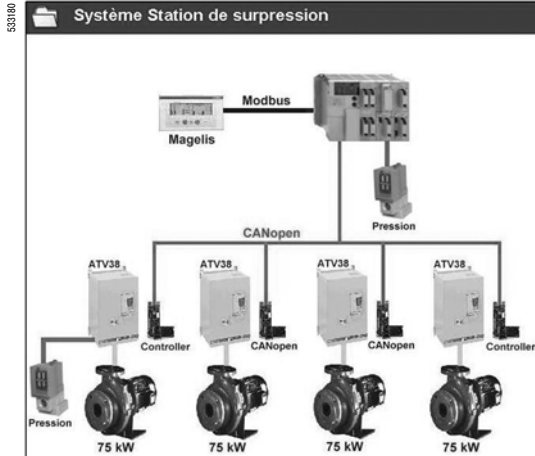 533180
Système Station de surpression
Modbus
Magelis
Pression
CANopen
ATV38
ATV38
ATV38
ATV38
Controller
CANopen
CANopen
Controller
Pression
75 kW
75 kW
75 kW
75 kW